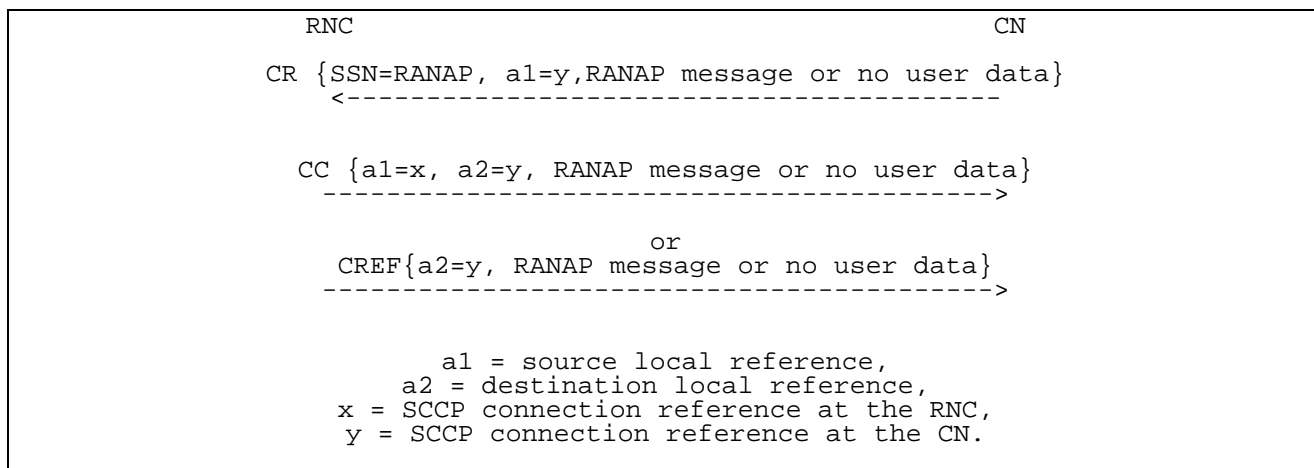 RNC CN
CR {SSN=RANAP, a1=y,RANAP message or no user data}
<-----------------------------------------
CC {a1=x, a2=y, RANAP message or no user data}
------------------------------------------>
or
CREF{a2=y, RANAP message or no user data}
------------------------------------------>
a1 = source local reference,
a2 = destination local reference,
x = SCCP connection reference at the RNC,
y = SCCP connection reference at the CN.